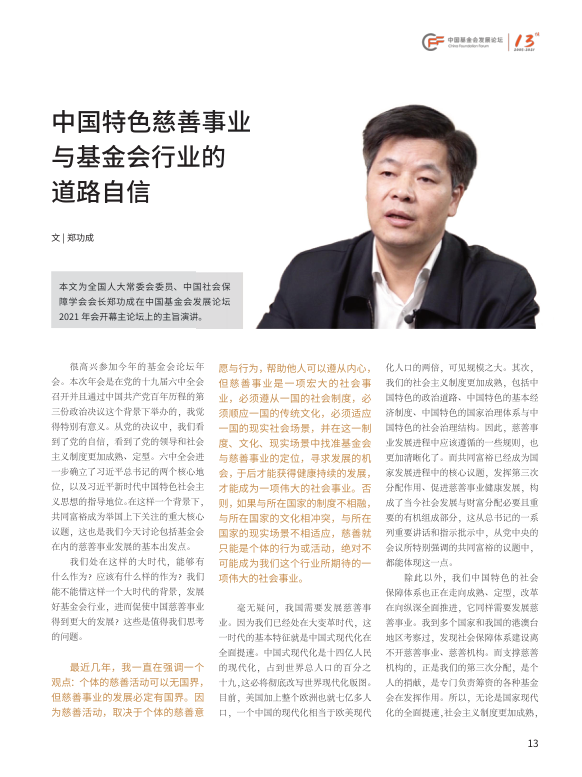 中国基金会发展论坛
China Foundation Forum
13
2008-2021
中国特色慈善事业
与基金会行业的
道路自信
文 | 郑功成
本文为全国人大常委会委员、中国社会保
障学会会长郑功成在中国基金会发展论坛
2021 年会开幕主论坛上的主旨演讲。
很高兴参加今年的基金会论坛年
会。本次年会是在党的十九届六中全会
召开并且通过中国共产党百年历程的第
三份政治决议这个背景下举办的，我觉
得特别有意义。从党的决议中，我们看
到了党的自信，看到了党的领导和社会
主义制度更加成熟、定型。六中全会进
一步确立了习近平总书记的两个核心地
位，以及习近平新时代中国特色社会主
义思想的指导地位。在这样一个背景下，
共同富裕成为举国上下关注的重大核心
议题，这也是我们今天讨论包括基金会
在内的慈善事业发展的基本出发点。
我们处在这样的大时代，能够有
什么作为？应该有什么样的作为？我们
能不能借这样一个大时代的背景，发展
好基金会行业，进而促使中国慈善事业
得到更大的发展？这些是值得我们思考
的问题。
最近几年，我一直在强调一个
观点：个体的慈善活动可以无国界，
但慈善事业的发展必定有国界。因
为慈善活动，取决于个体的慈善意
愿与行为，帮助他人可以遵从内心，
但慈善事业是一项宏大的社会事
业，必须遵从一国的社会制度，必
须顺应一国的传统文化，必须适应
一国的现实社会场景，并在这一制
度、文化、现实场景中找准基金会
与慈善事业的定位，寻求发展的机
会，于后才能获得健康持续的发展，
才能成为一项伟大的社会事业。否
则，如果与所在国家的制度不相融，
与所在国家的文化相冲突，与所在
国家的现实场景不相适应，慈善就
只能是个体的行为或活动，绝对不
可能成为我们这个行业所期待的一
项伟大的社会事业。
毫无疑问，我国需要发展慈善事
业。因为我们已经处在大变革时代，这
一时代的基本特征就是中国式现代化在
全面提速。中国式现代化是十四亿人民
的现代化，占到世界总人口的百分之
十九，这必将彻底改写世界现代化版图。
目前，美国加上整个欧洲也就七亿多人
口，一个中国的现代化相当于欧美现代
化人口的两倍，可见规模之大。其次，
我们的社会主义制度更加成熟，包括中
国特色的政治道路、中国特色的基本经
济制度、中国特色的国家治理体系与中
国特色的社会治理结构。因此，慈善事
业发展进程中应该遵循的一些规则，也
更加清晰化了。而共同富裕已经成为国
家发展进程中的核心议题，发挥第三次
分配作用、促进慈善事业健康发展，构
成了当今社会发展与财富分配必要且重
要的有机组成部分，这从总书记的一系
列重要讲话和指示批示中，从党中央的
会议所特别强调的共同富裕的议题中，
都能体现这一点。
除此以外，我们中国特色的社会
保障体系也正在走向成熟、定型，改革
在向纵深全面推进，它同样需要发展慈
善事业。我到多个国家和我国的港澳台
地区考察过，发现社会保障体系建设离
不开慈善事业、慈善机构。而支撑慈善
机构的，正是我们的第三次分配，是个
人的捐献，是专门负责筹资的各种基金
会在发挥作用。所以，无论是国家现代
化的全面提速，社会主义制度更加成熟，
13